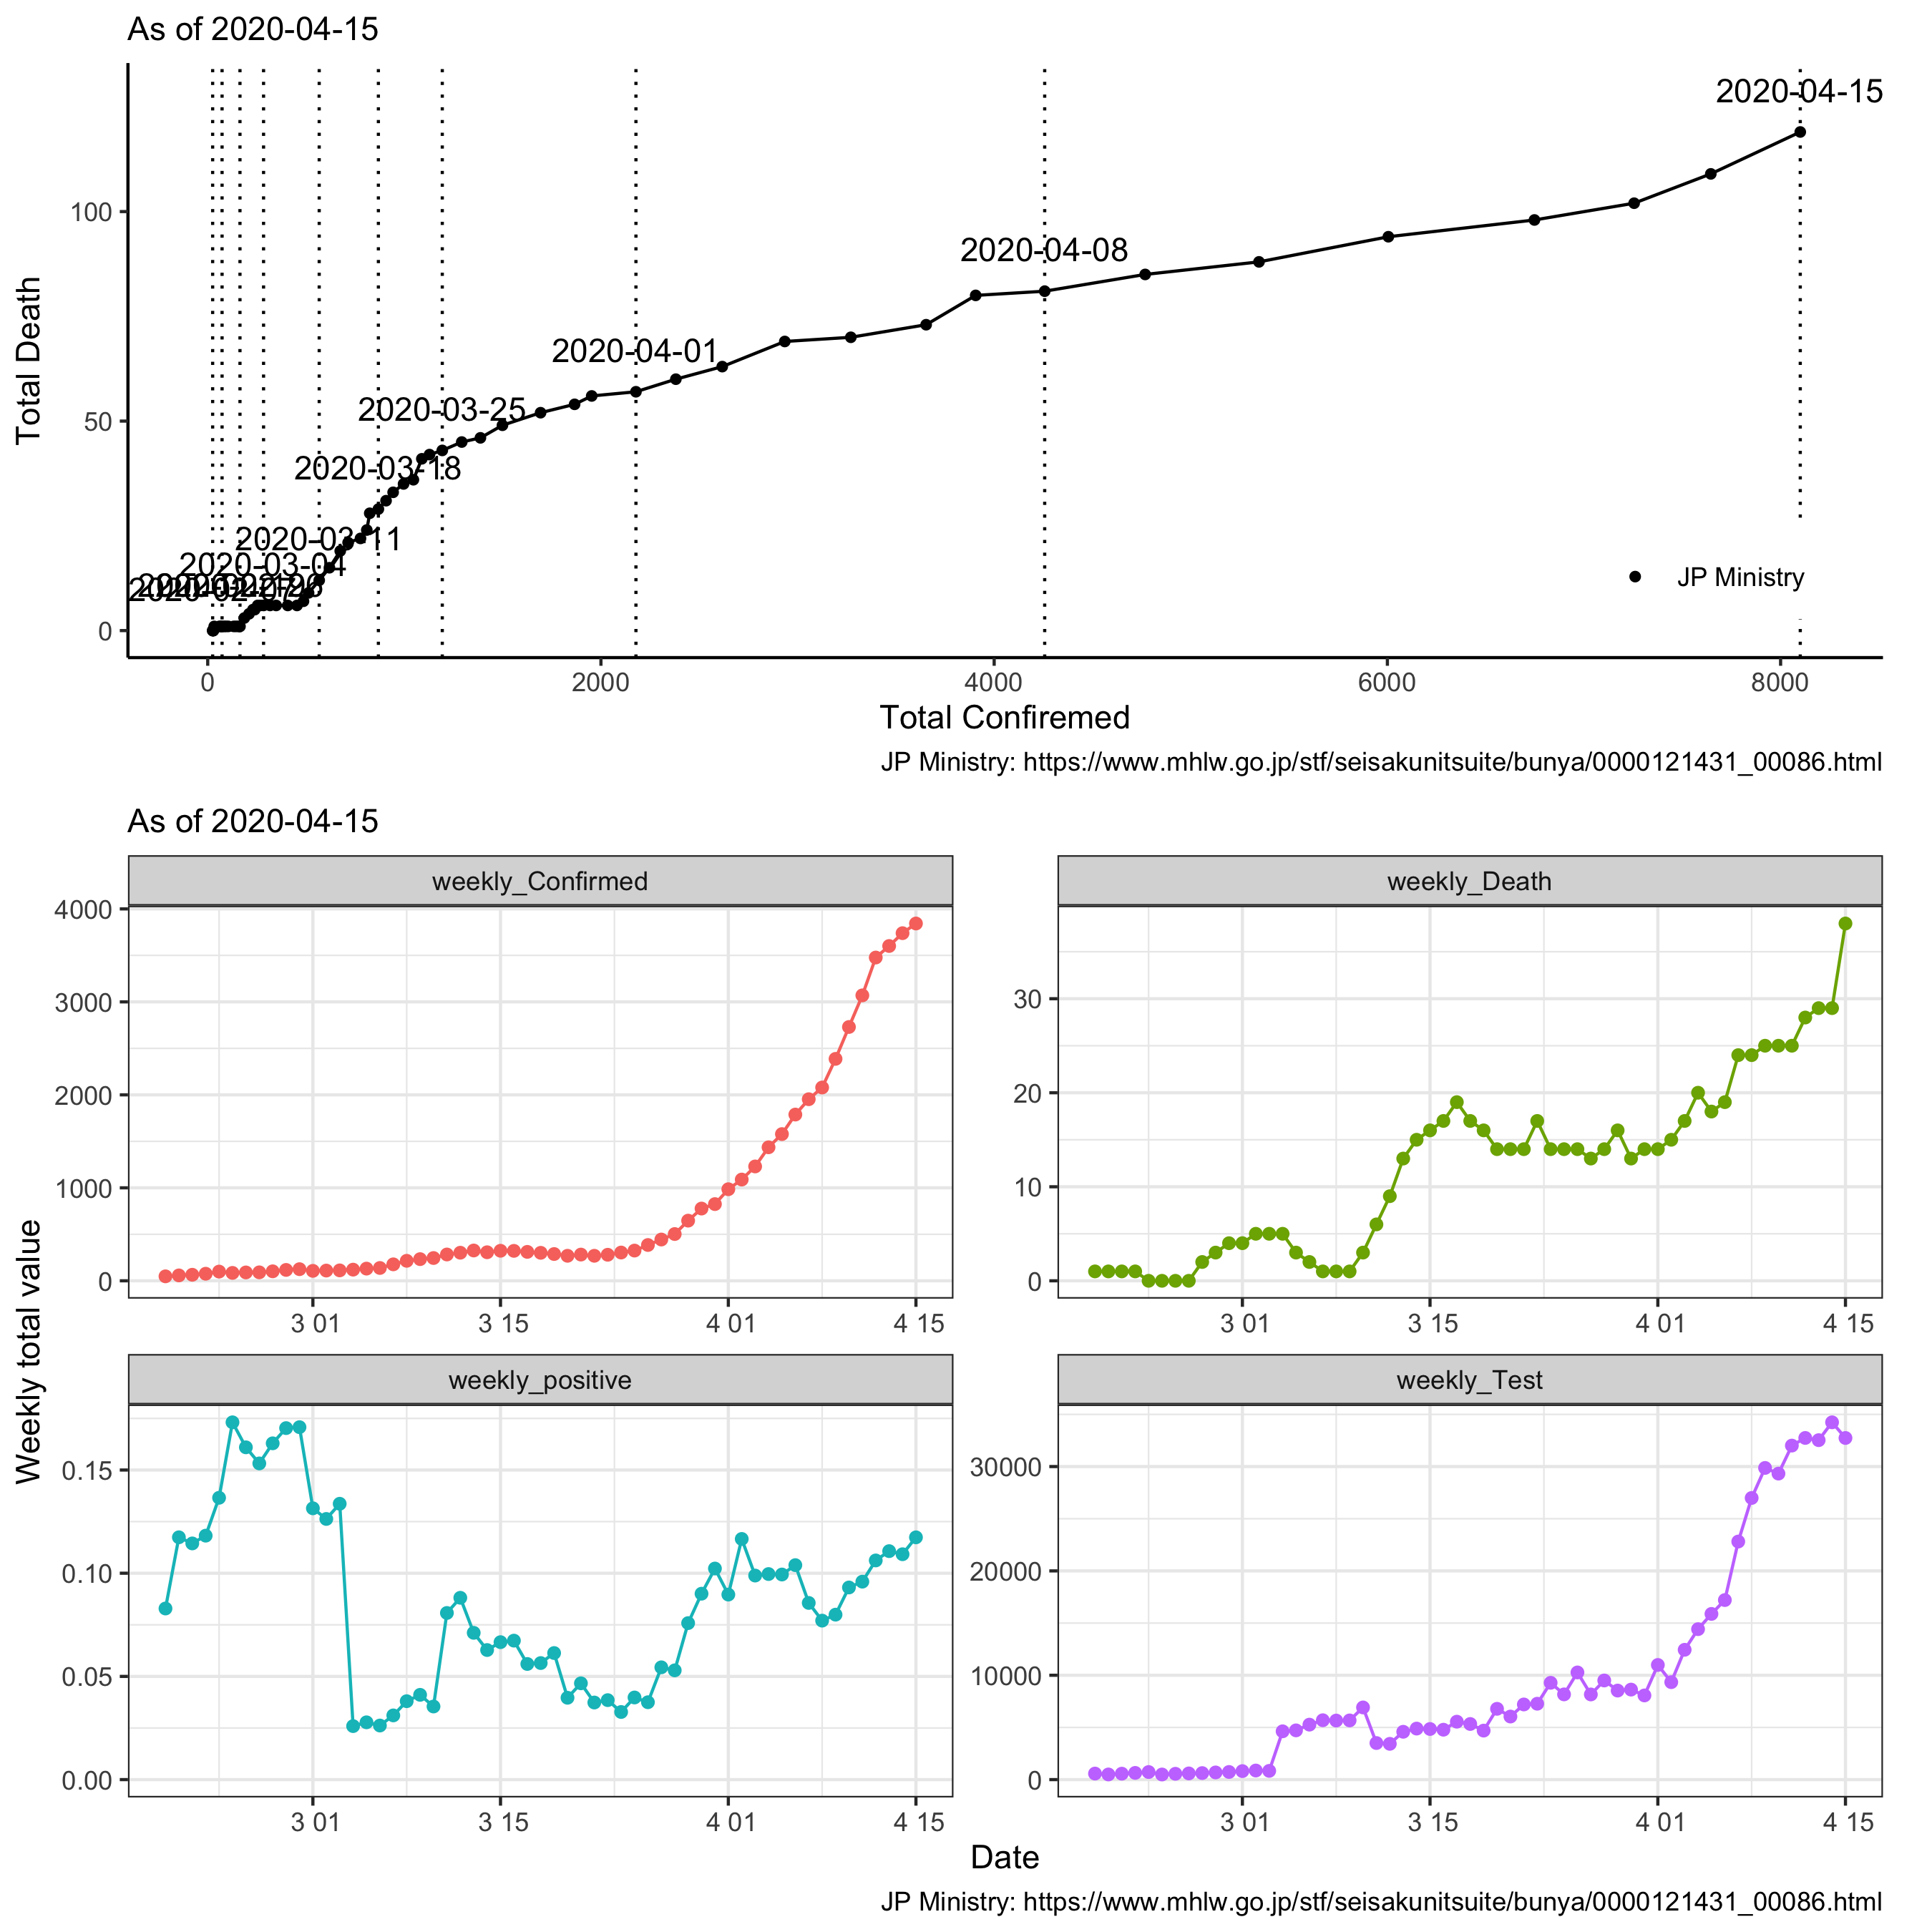 As of 2020-04-15
Total Death
100
50
0
2020-04-15
2020-04-08
2020-04-01
2020-03-25
2020-03-18
2020-03-11
2020-03-04
JP Ministry
0 2000 4000 6000 8000
Total Confiremed
JP Ministry: https://www.mhlw.go.jp/stf/seisakunitsuite/bunya/0000121431_00086.html
As of 2020-04-15
Weekly total value
weekly_Confirmed
4000
3000
2000
1000
0
3 01 3 15 4 01 4 15
weekly_Death
30
20
10
0
3 01 3 15 4 01 4 15
weekly_positive
0.15
0.10
0.05
0.00
3 01 3 15 4 01 4 15
weekly_Test
30000
20000
10000
0
3 01 3 15 4 01 4 15
Date
JP Ministry: https://www.mhlw.go.jp/stf/seisakunitsuite/bunya/0000121431_00086.html